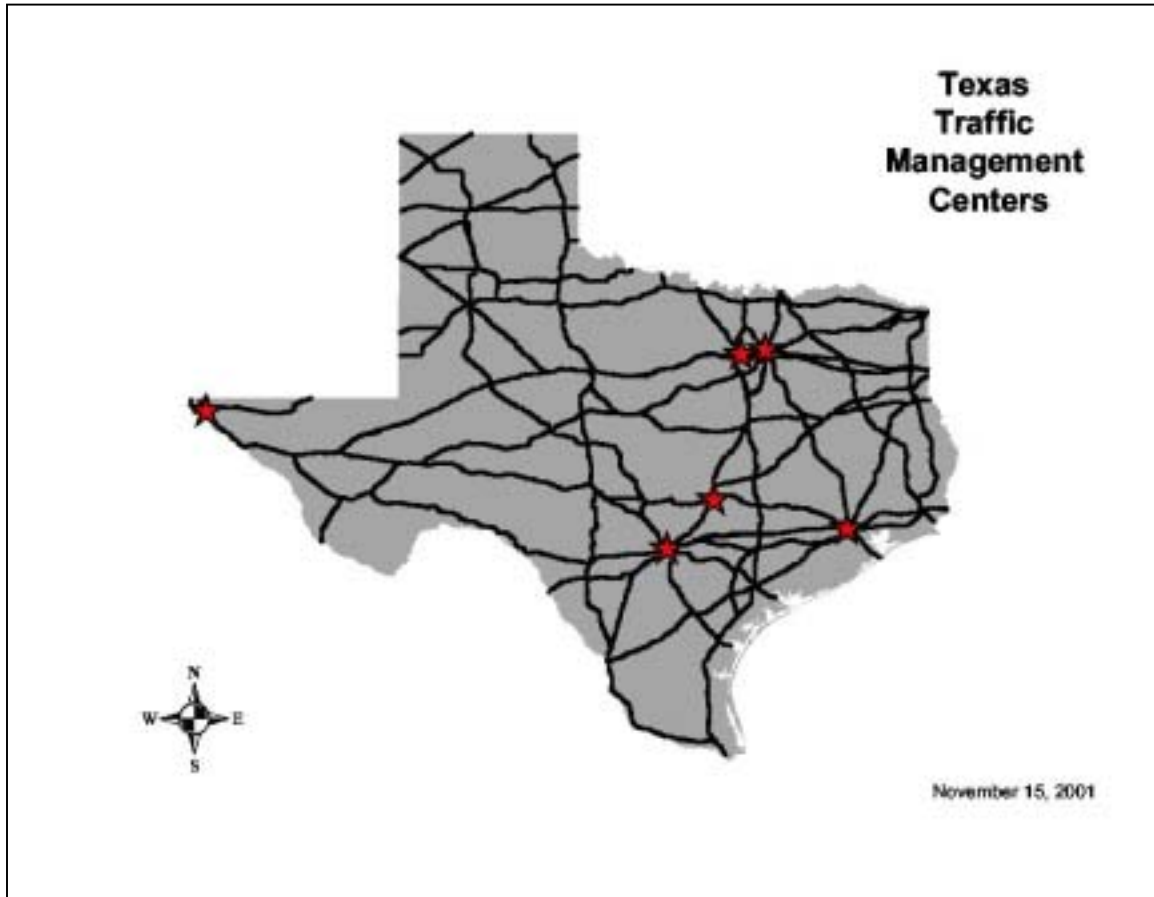 Texas
Traffic
Management
Centers
N
W E
S
November 15, 2001